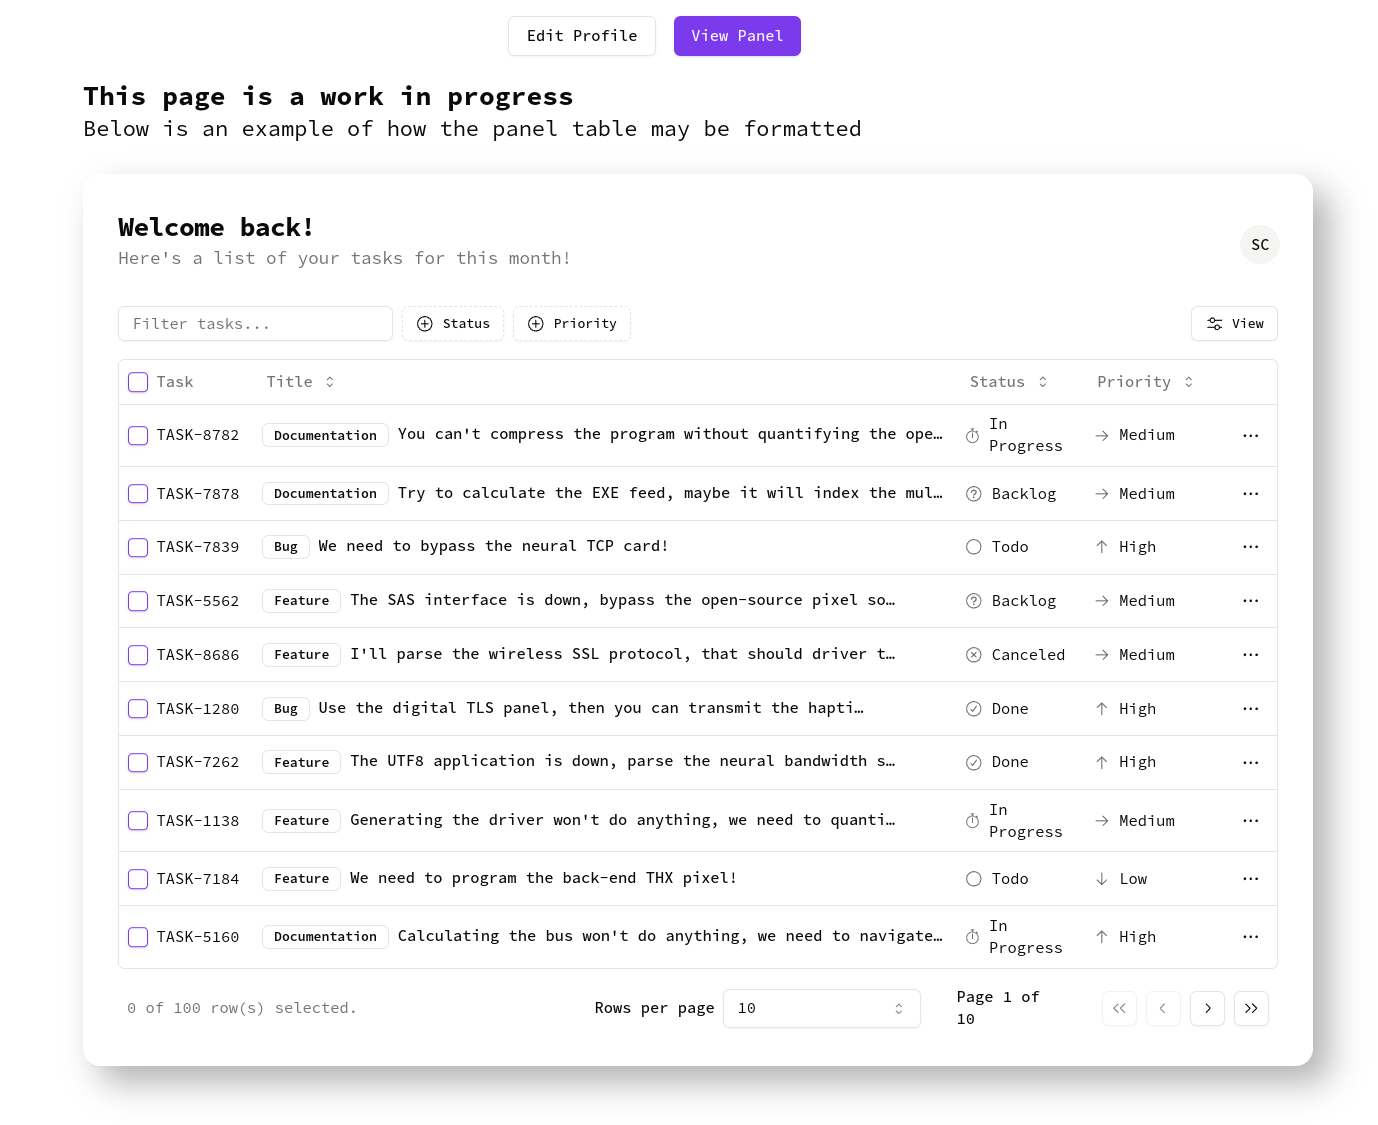 Edit Profile View Panel
This page is a work in progress
Below is an example of how the panel table may be formatted
Welcome back!
Here's a list of your tasks for this month!
SC
Filter tasks... Status Priority View
Task Title Status Priority
TASK-8782 Documentation You can't compress the program without quantifying the ope… In Progress Medium
TASK-7878 Documentation Try to calculate the EXE feed, maybe it will index the mul… Backlog Medium
TASK-7839 Bug We need to bypass the neural TCP card! Todo High
TASK-5562 Feature The SAS interface is down, bypass the open-source pixel so… Backlog Medium
TASK-8686 Feature I'll parse the wireless SSL protocol, that should driver t… Canceled Medium
TASK-1280 Bug Use the digital TLS panel, then you can transmit the hapti… Done High
TASK-7262 Feature The UTF8 application is down, parse the neural bandwidth s… Done High
TASK-1138 Feature Generating the driver won't do anything, we need to quanti… In Progress Medium
TASK-7184 Feature We need to program the back-end THX pixel! Todo Low
TASK-5160 Documentation Calculating the bus won't do anything, we need to navigate… In Progress High
0 of 100 row(s) selected. Rows per page 10 Page 1 of 10